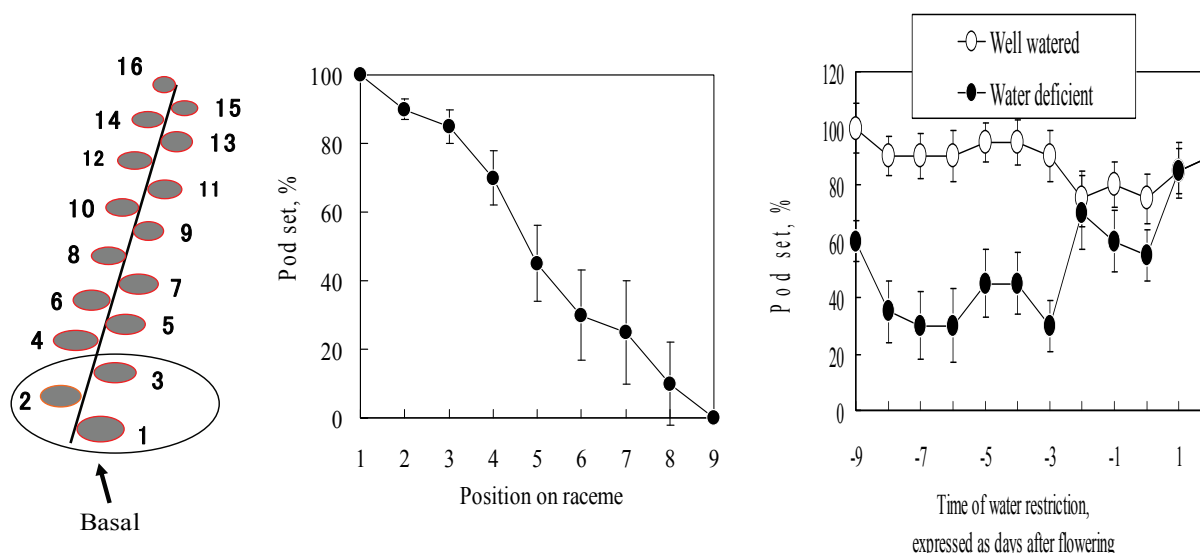 16
15
14
13
12
11
10
9
8
7
6
5
4
3
2
1
Basal
100
80
60
40
20
0
Pod set, %
1 2 3 4 5 6 7 8 9
Position on raceme
Well watered
Water deficient
120
100
80
60
40
20
0
Pod set, %
-9 -7 -5 -3 -1 1
Time of water restriction,
expressed as days after flowering